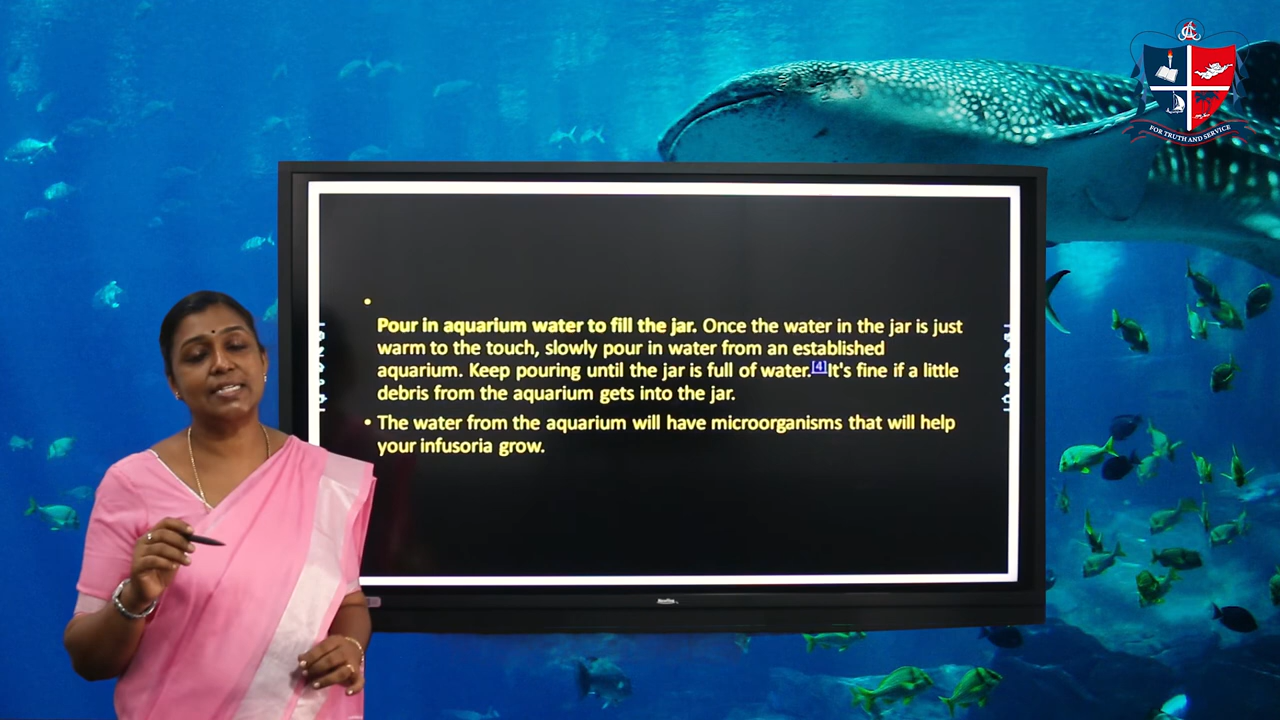 FOR TRUTH AND SERVICE
• 
Pour in aquarium water to fill the jar. Once the water in the jar is just
warm to the touch, slowly pour in water from an established
aquarium. Keep pouring until the jar is full of water.[4]It's fine if a little
debris from the aquarium gets into the jar.
• The water from the aquarium will have microorganisms that will help
your infusoria grow.